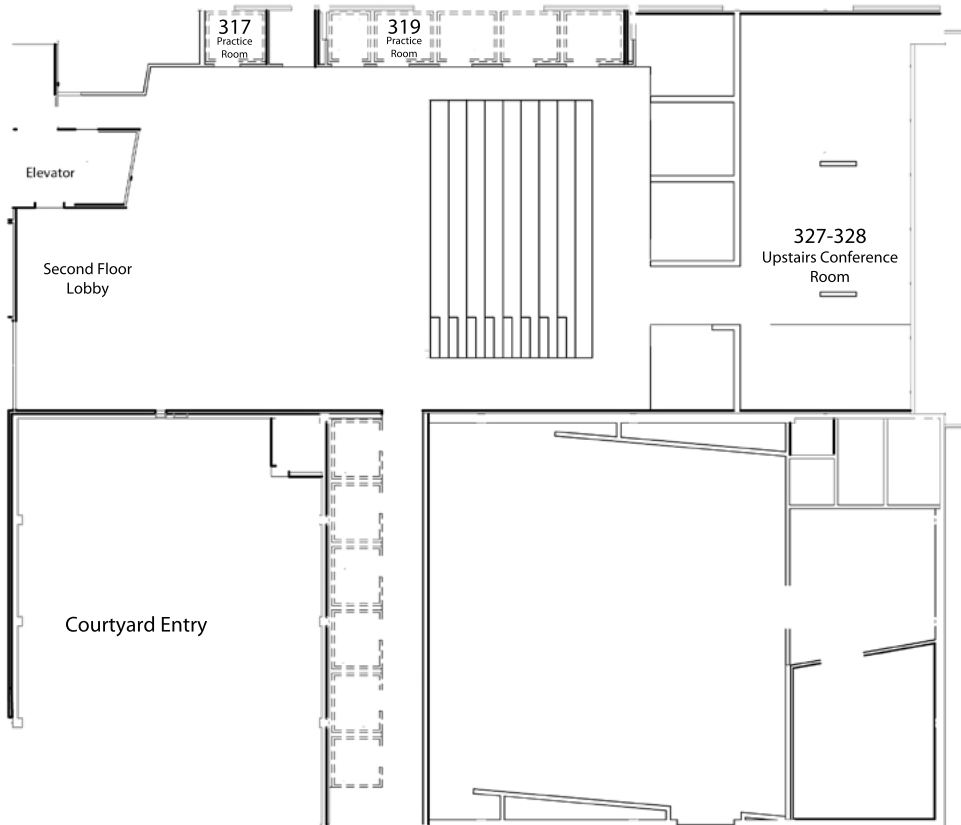 317
Practice
Room
319
Practice
Room
Elevator
327-328
Upstairs Conference
Room
Second Floor
Lobby
Courtyard Entry